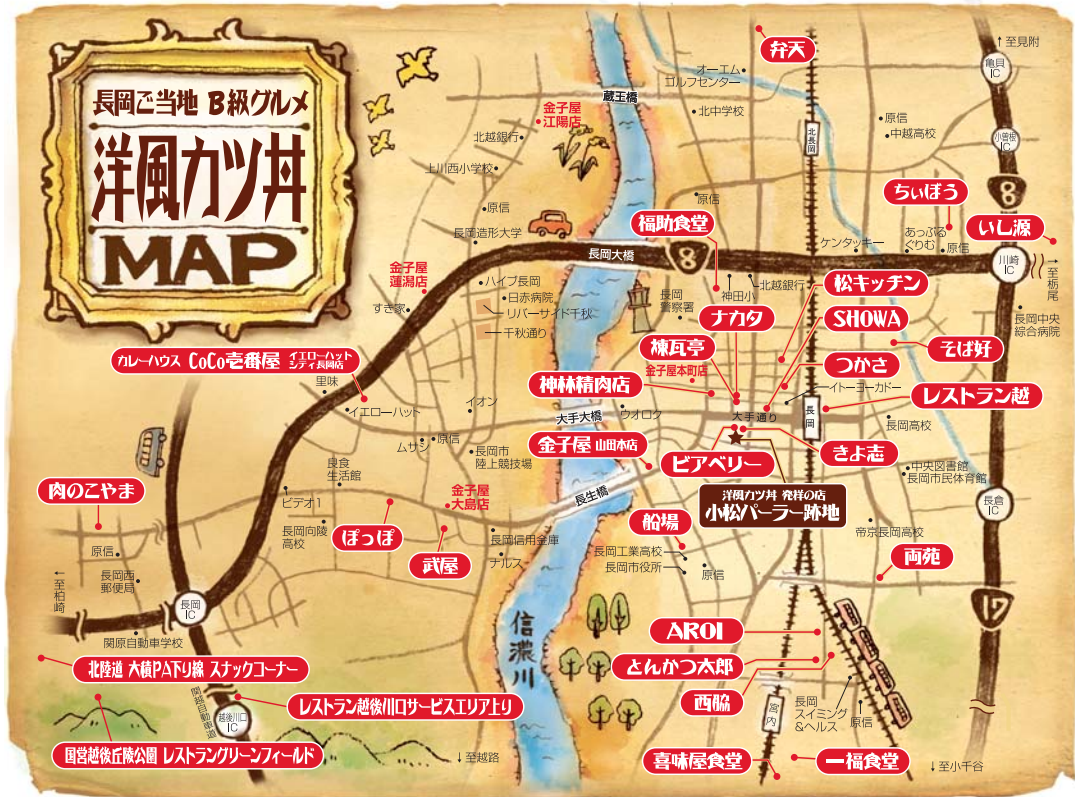 長岡ご当地 B級グルメ
洋風カツ丼
MAP
弁天
↑至見附
亀貝
IC
オーエム
ゴルフセンター
蔵王橋
北中学校
金子屋
江陽店
北越銀行
原信
中越高校
北長岡
小曽根
IC
上川西小学校
8
ちぃぼう
原信
原信
福助食堂
いし源
長岡造形大学
あっぷる
ぐりむ
原信
ケンタッキー
長岡大橋
8
川崎
IC
→至栃尾
金子屋
蓮潟店
ハイブ長岡
日赤病院
リバーサイド千秋
千秋通り
すき家
長岡
警察署
神田小
北越銀行
松キッチン
ナカタ
SHOWA
長岡中央
綜合病院
煉瓦亭
そば好
カレーハウス CoCo壱番屋 イエローハット
シティ長岡店
金子屋本町店
つかさ
里味
神林精肉店
イトーヨーカドー
レストラン越
イエローハット
イオン
大手大橋
ウオロク
大手通り
長岡
長岡高校
ムサシ
原信
金子屋 山田本店
きよ志
長岡市
陸上競技場
ビアベリー
良食
生活館
中央図書館
長岡市民体育館
肉のこやま
ビデオ1
金子屋
大島店
長生橋
洋風カツ丼 発祥の店
小松パーラー跡地
長倉
IC
長岡向陵
高校
ぽっぽ
船場
帝京長岡高校
原信
武屋
長岡信用金庫
ナルス
長岡工業高校
長岡市役所
原信
両苑
←至柏崎
長岡西
郵便局
長岡
IC
17
信濃川
関原自動車学校
AROI
北陸道 大積PA下り線 スナックコーナー
とんかつ太郎
関越自動車道
西脇
レストラン越後川口サービスエリア上り
越後川口
IC
宮内
長岡
スイミング
&ヘルス
原信
国営越後丘陵公園 レストラングリーンフィールド
↓至越路
喜味屋食堂
一福食堂
↓至小千谷